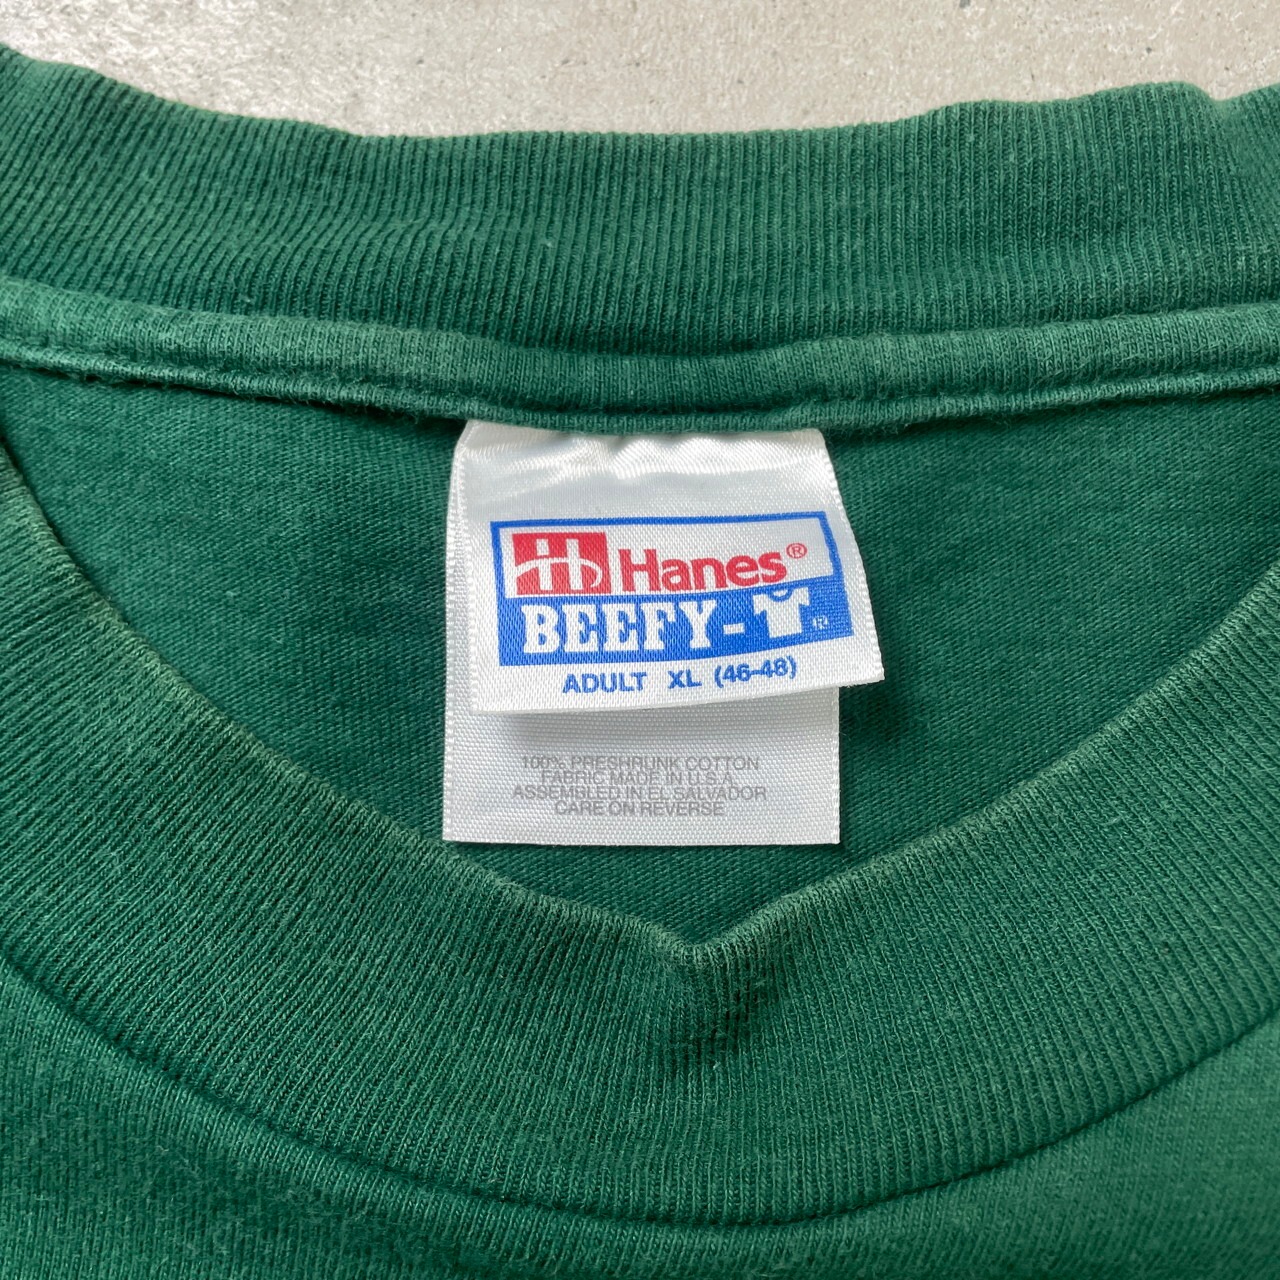 Hanes®
BEEFY-T®
ADULT XL (46-48)
100% PRESHRUNK COTTON
FABRIC MADE IN U.S.A.
ASSEMBLED IN EL SALVADOR
CARE ON REVERSE